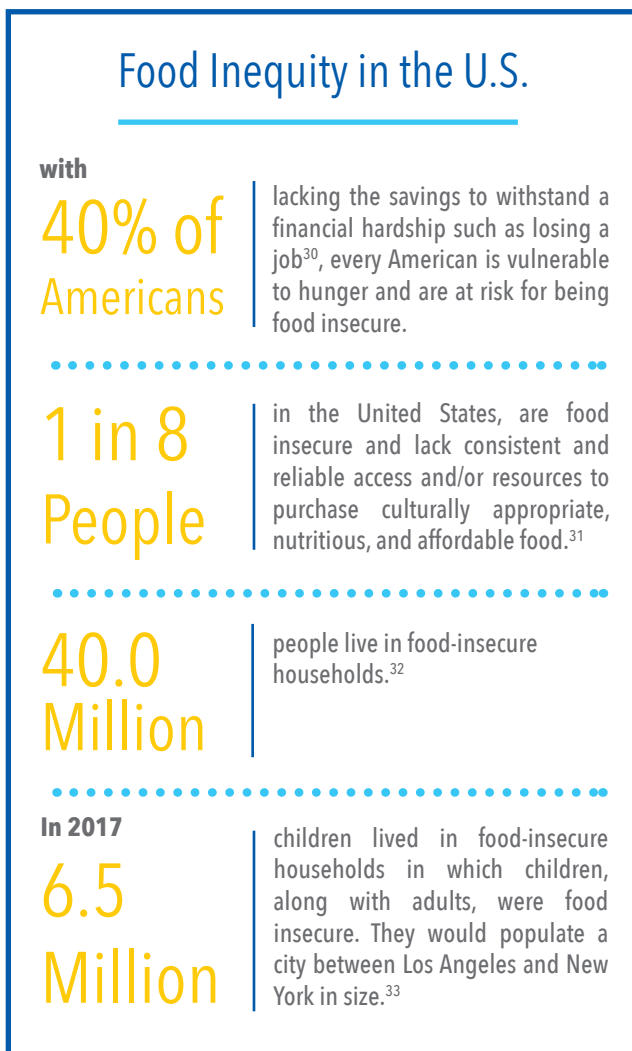 Food Inequity in the U.S.
with
40% of
Americans
lacking the savings to withstand a
financial hardship such as losing a
job30, every American is vulnerable
to hunger and are at risk for being
food insecure.
1 in 8
People
in the United States, are food
insecure and lack consistent and
reliable access and/or resources to
purchase culturally appropriate,
nutritious, and affordable food.31
40.0
Million
people live in food-insecure
households.32
In 2017
6.5
Million
children lived in food-insecure
households in which children,
along with adults, were food
insecure. They would populate a
city between Los Angeles and New
York in size.33